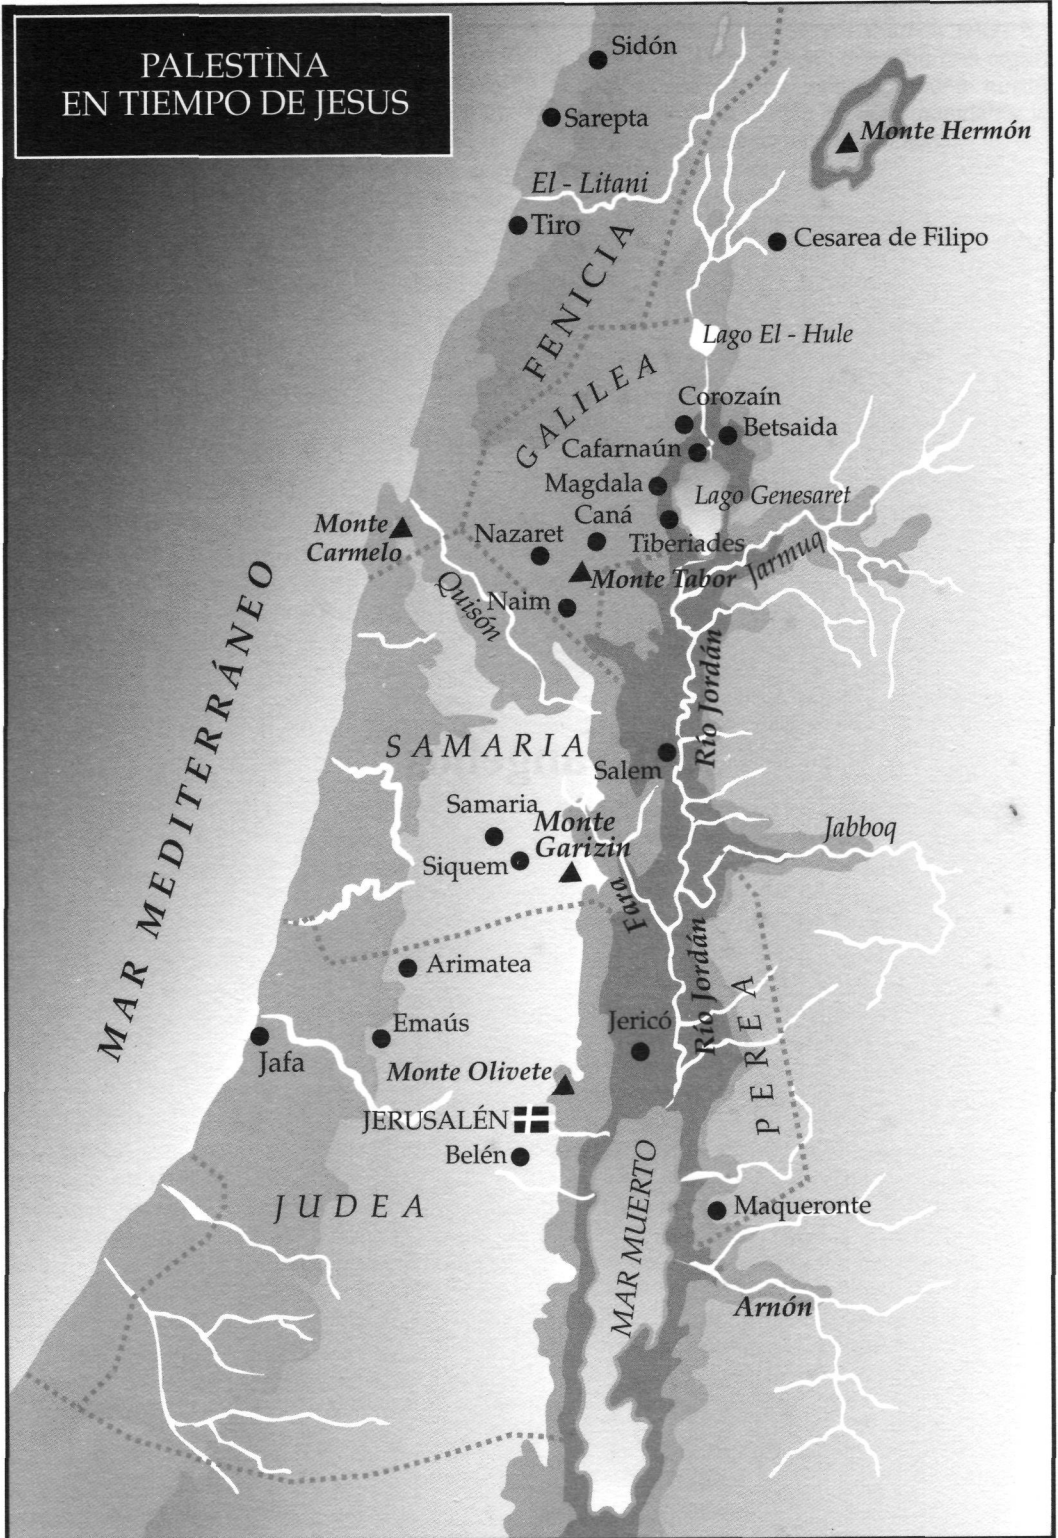 PALESTINA
EN TIEMPO DE JESUS
Sidón
Sarepta
Monte Hermón
El - Litani
Tiro
Cesarea de Filipo
FENICIA
Lago El - Hule
GALILEA
Corozaín
Betsaida
Cafarnaún
Magdala
Lago Genesaret
Caná
Monte
Carmelo
Nazaret
Tiberiades
Jarmuq
Monte Tabor
Quisón
Naim
MAR MEDITERRÁNEO
Río Jordán
SAMARIA
Salem
Samaria
Monte
Garizin
Jabboq
Siquem
Fara
Río Jordán
Arimatea
PEREA
Emaús
Jericó
Jafa
Monte Olivete
JERUSALÉN
Belén
MAR MUERTO
JUDEA
Maqueronte
Arnón